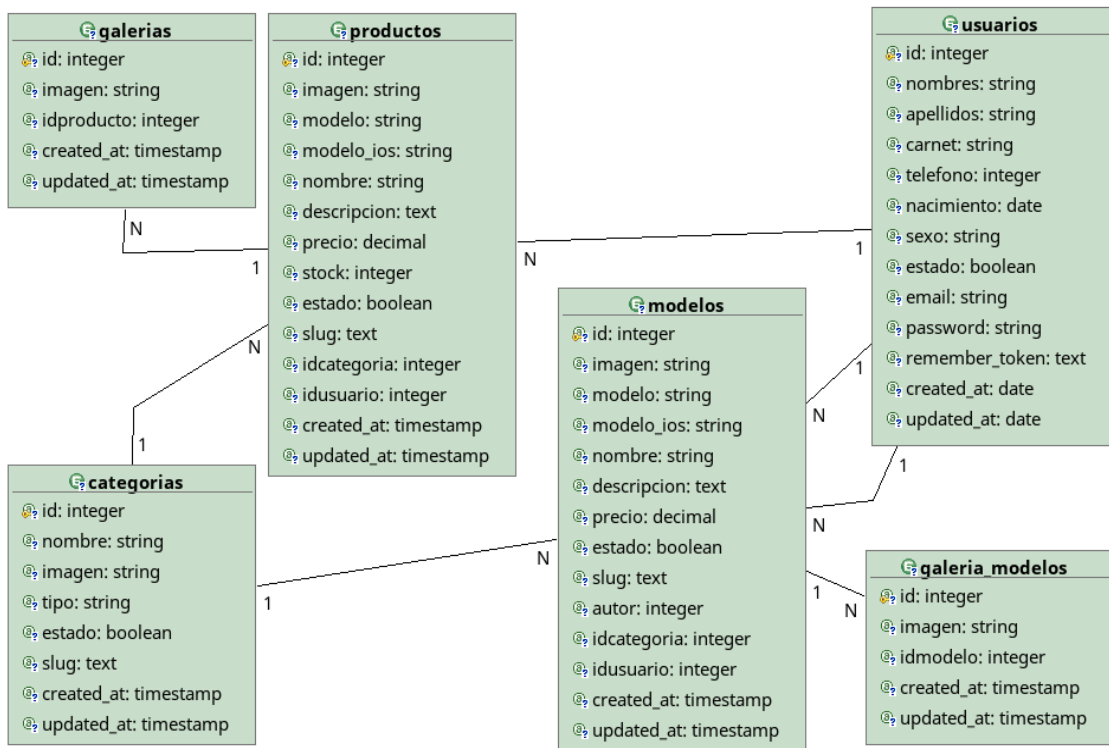 galerias
id: integer
imagen: string
idproducto: integer
created_at: timestamp
updated_at: timestamp
productos
id: integer
imagen: string
modelo: string
modelo_ios: string
nombre: string
descripcion: text
precio: decimal
stock: integer
estado: boolean
slug: text
idcategoria: integer
idusuario: integer
created_at: timestamp
updated_at: timestamp
usuarios
id: integer
nombres: string
apellidos: string
carnet: string
telefono: integer
nacimiento: date
sexo: string
estado: boolean
email: string
password: string
remember_token: text
created_at: date
updated_at: date
N
1
N
1
N
1
modelos
id: integer
imagen: string
modelo: string
modelo_ios: string
nombre: string
descripcion: text
precio: decimal
estado: boolean
slug: text
autor: integer
idcategoria: integer
idusuario: integer
created_at: timestamp
updated_at: timestamp
1
N
1
N
categorias
id: integer
nombre: string
imagen: string
tipo: string
estado: boolean
slug: text
created_at: timestamp
updated_at: timestamp
1
N
1
N
galeria_modelos
id: integer
imagen: string
idmodelo: integer
created_at: timestamp
updated_at: timestamp